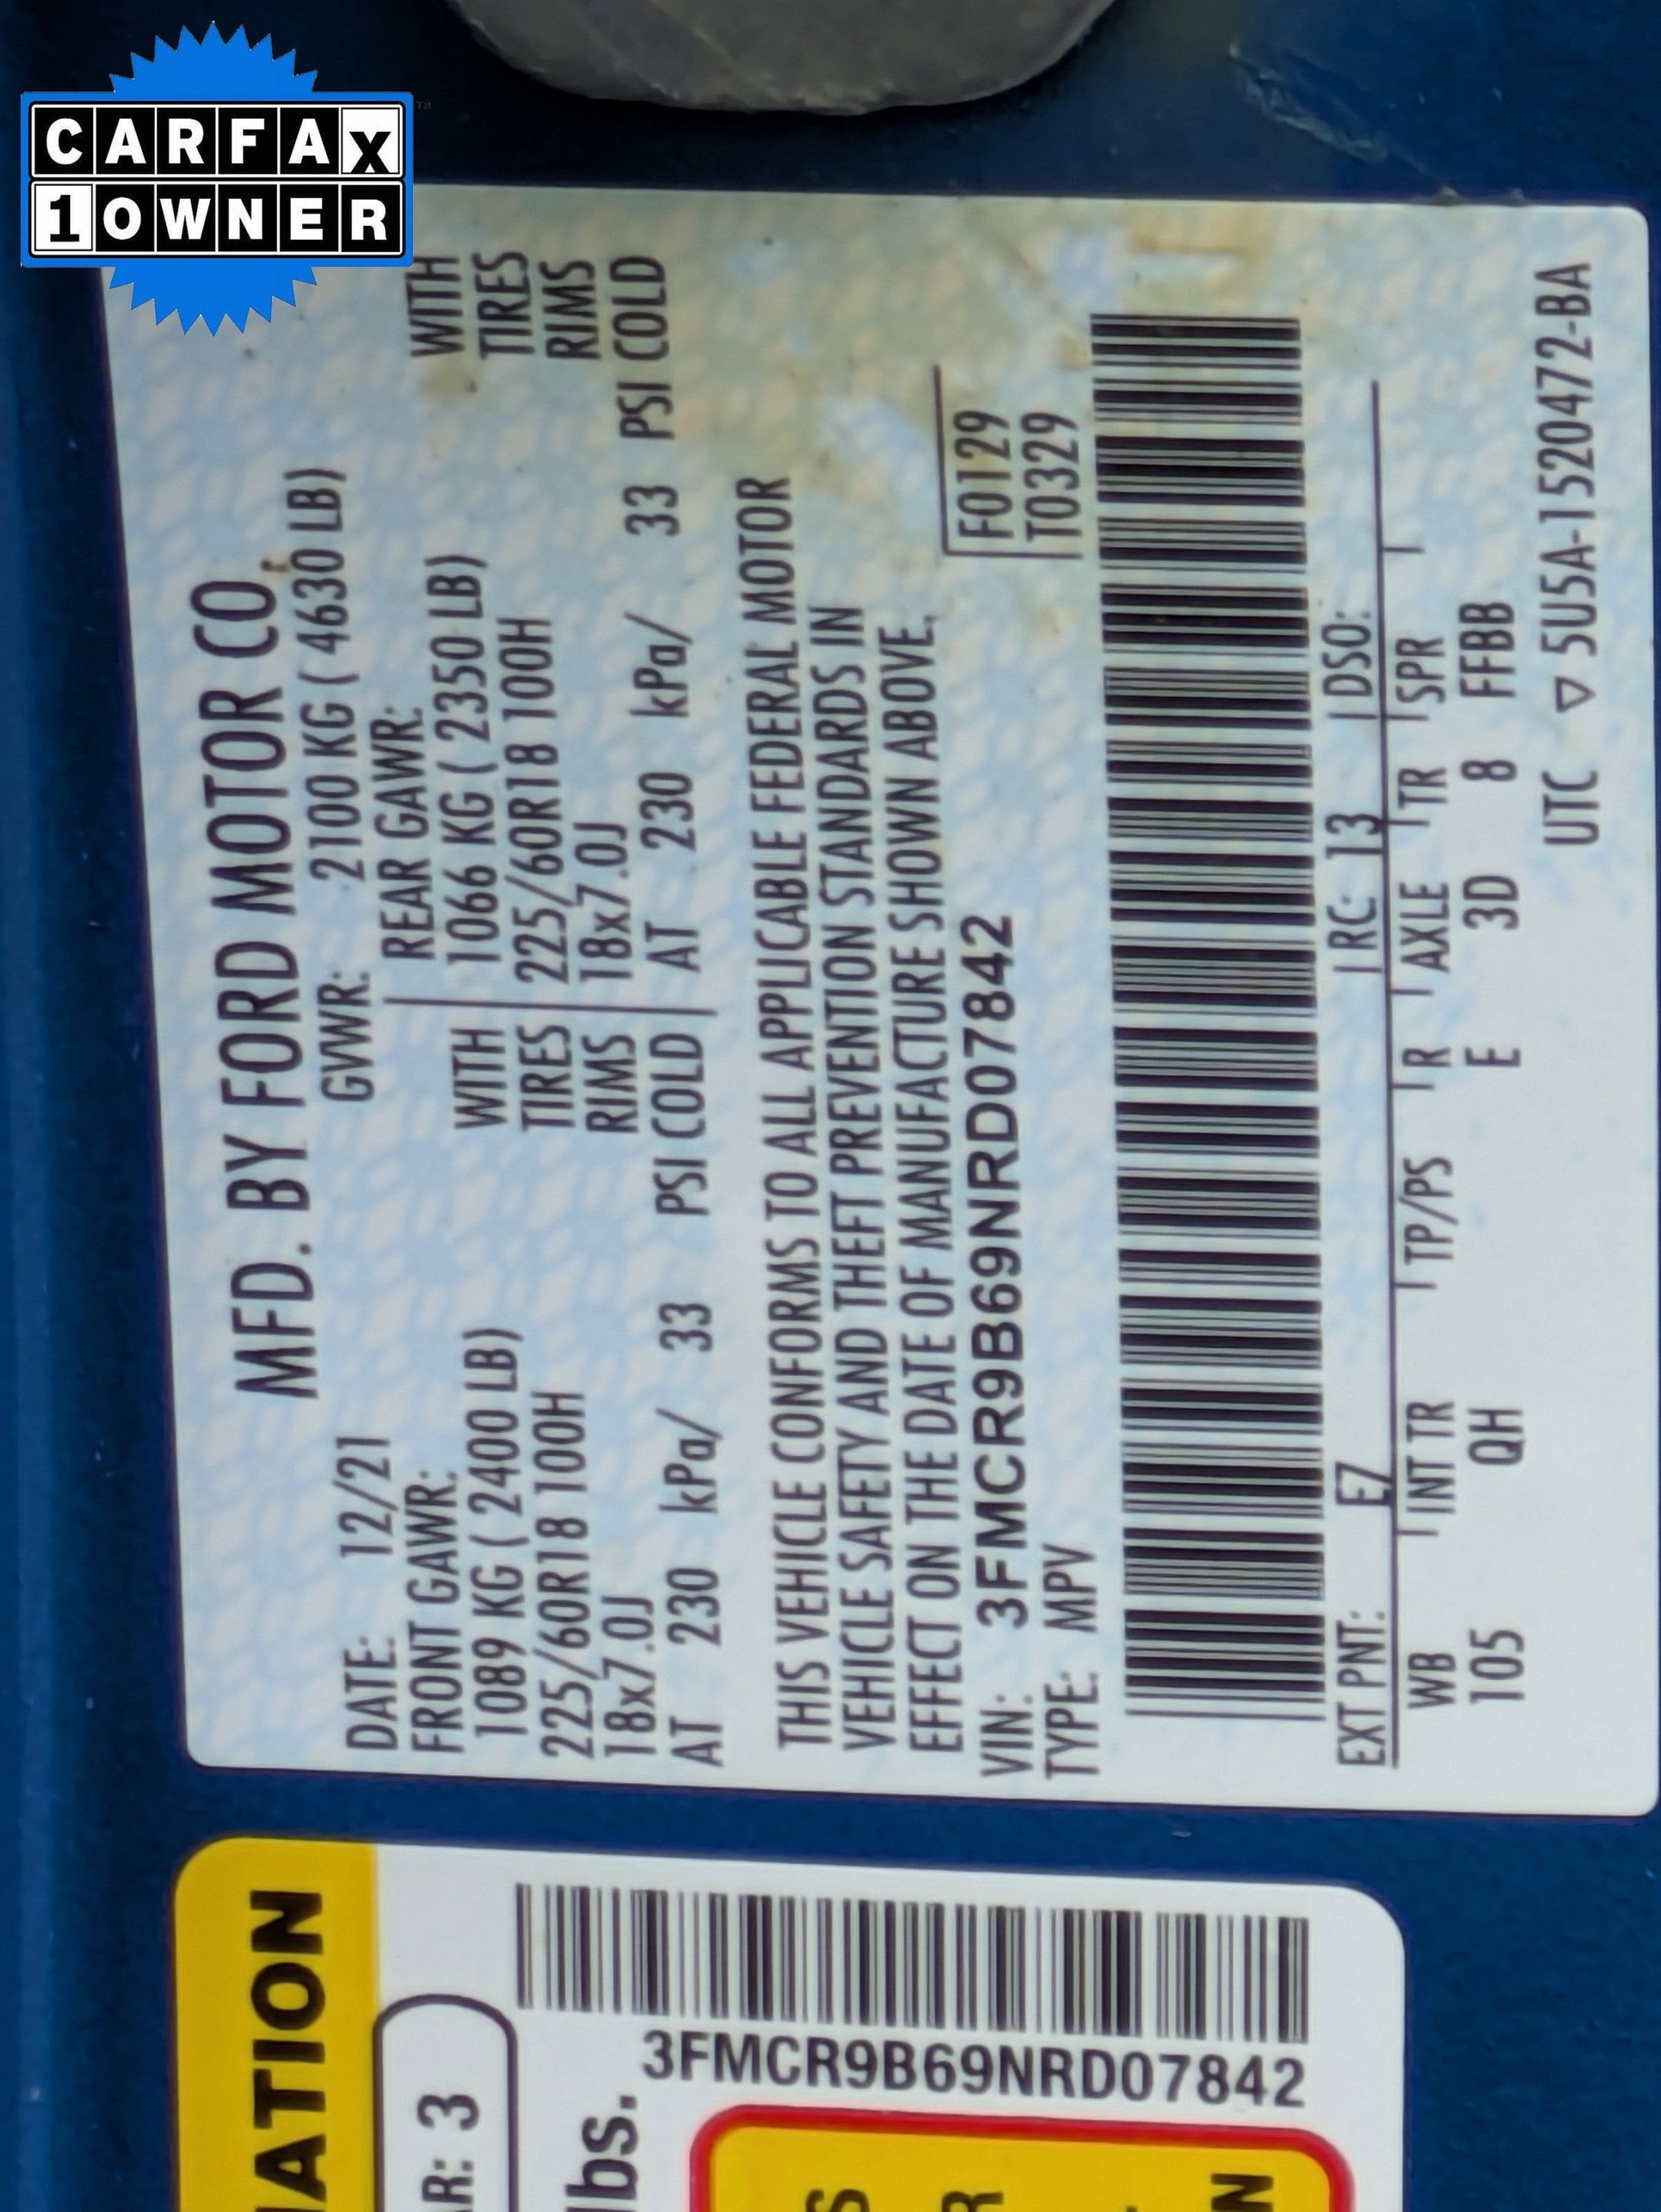 CARFAX
1 OWNER
™
MFD. BY FORD MOTOR CO.
DATE: 12/21 GVWR: 2100 KG ( 4630 LB)
FRONT GAWR: REAR GAWR:
1089 KG ( 2400 LB) WITH 1066 KG ( 2350 LB) WITH
225/60R18 100H TIRES 225/60R18 100H TIRES
18x7.0J RIMS 18x7.0J RIMS
AT 230 kPa/ 33 PSI COLD AT 230 kPa/ 33 PSI COLD
THIS VEHICLE CONFORMS TO ALL APPLICABLE FEDERAL MOTOR
VEHICLE SAFETY AND THEFT PREVENTION STANDARDS IN
EFFECT ON THE DATE OF MANUFACTURE SHOWN ABOVE.
VIN: 3FMCR9B69NRD07842 F0129
TYPE: MPV T0329
EXT PNT: E7 RC: 13 DSO:
WB INT TR TP/PS R AXLE TR SPR
105 QH E 3D 8 FFBB
UTC ▽ 5U5A-1520472-BA
3FMCR9B69NRD07842
bs.